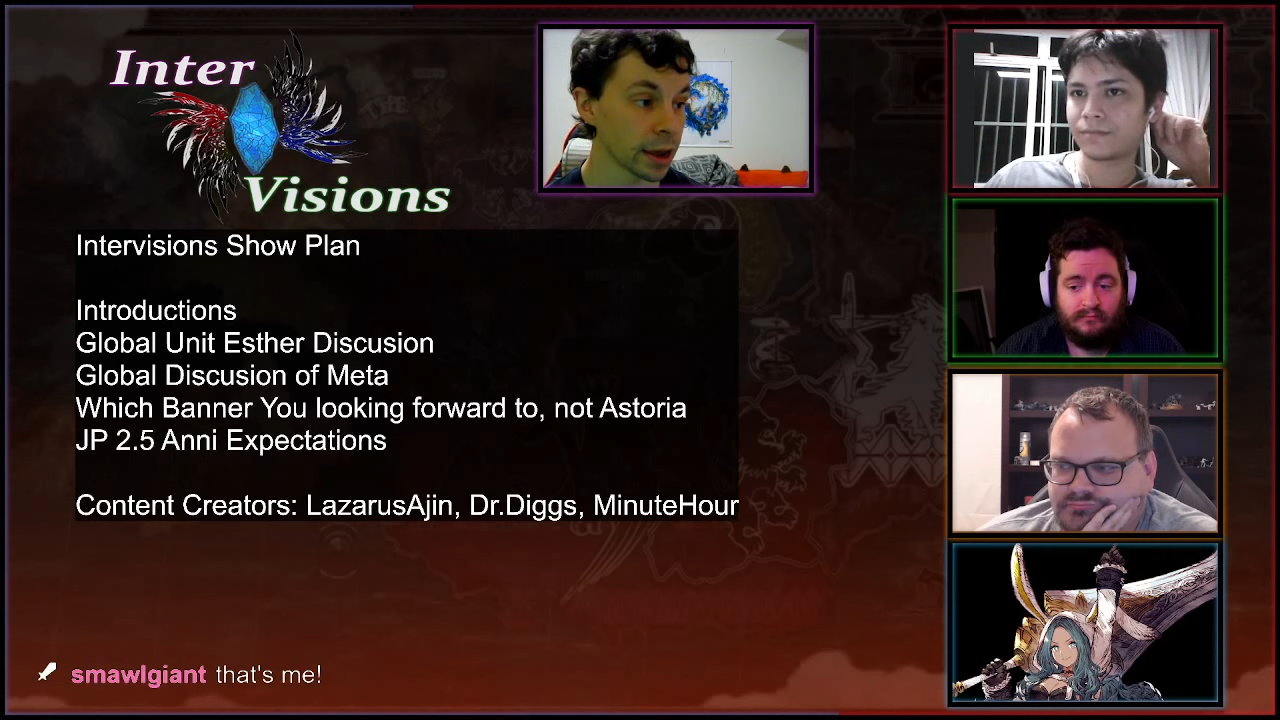 Inter
Visions
Intervisions Show Plan
Introductions
Global Unit Esther Discusion
Global Discusion of Meta
Which Banner You looking forward to, not Astoria
JP 2.5 Anni Expectations
Content Creators: LazarusAjin, Dr.Diggs, MinuteHour
smawlgiant that's me!